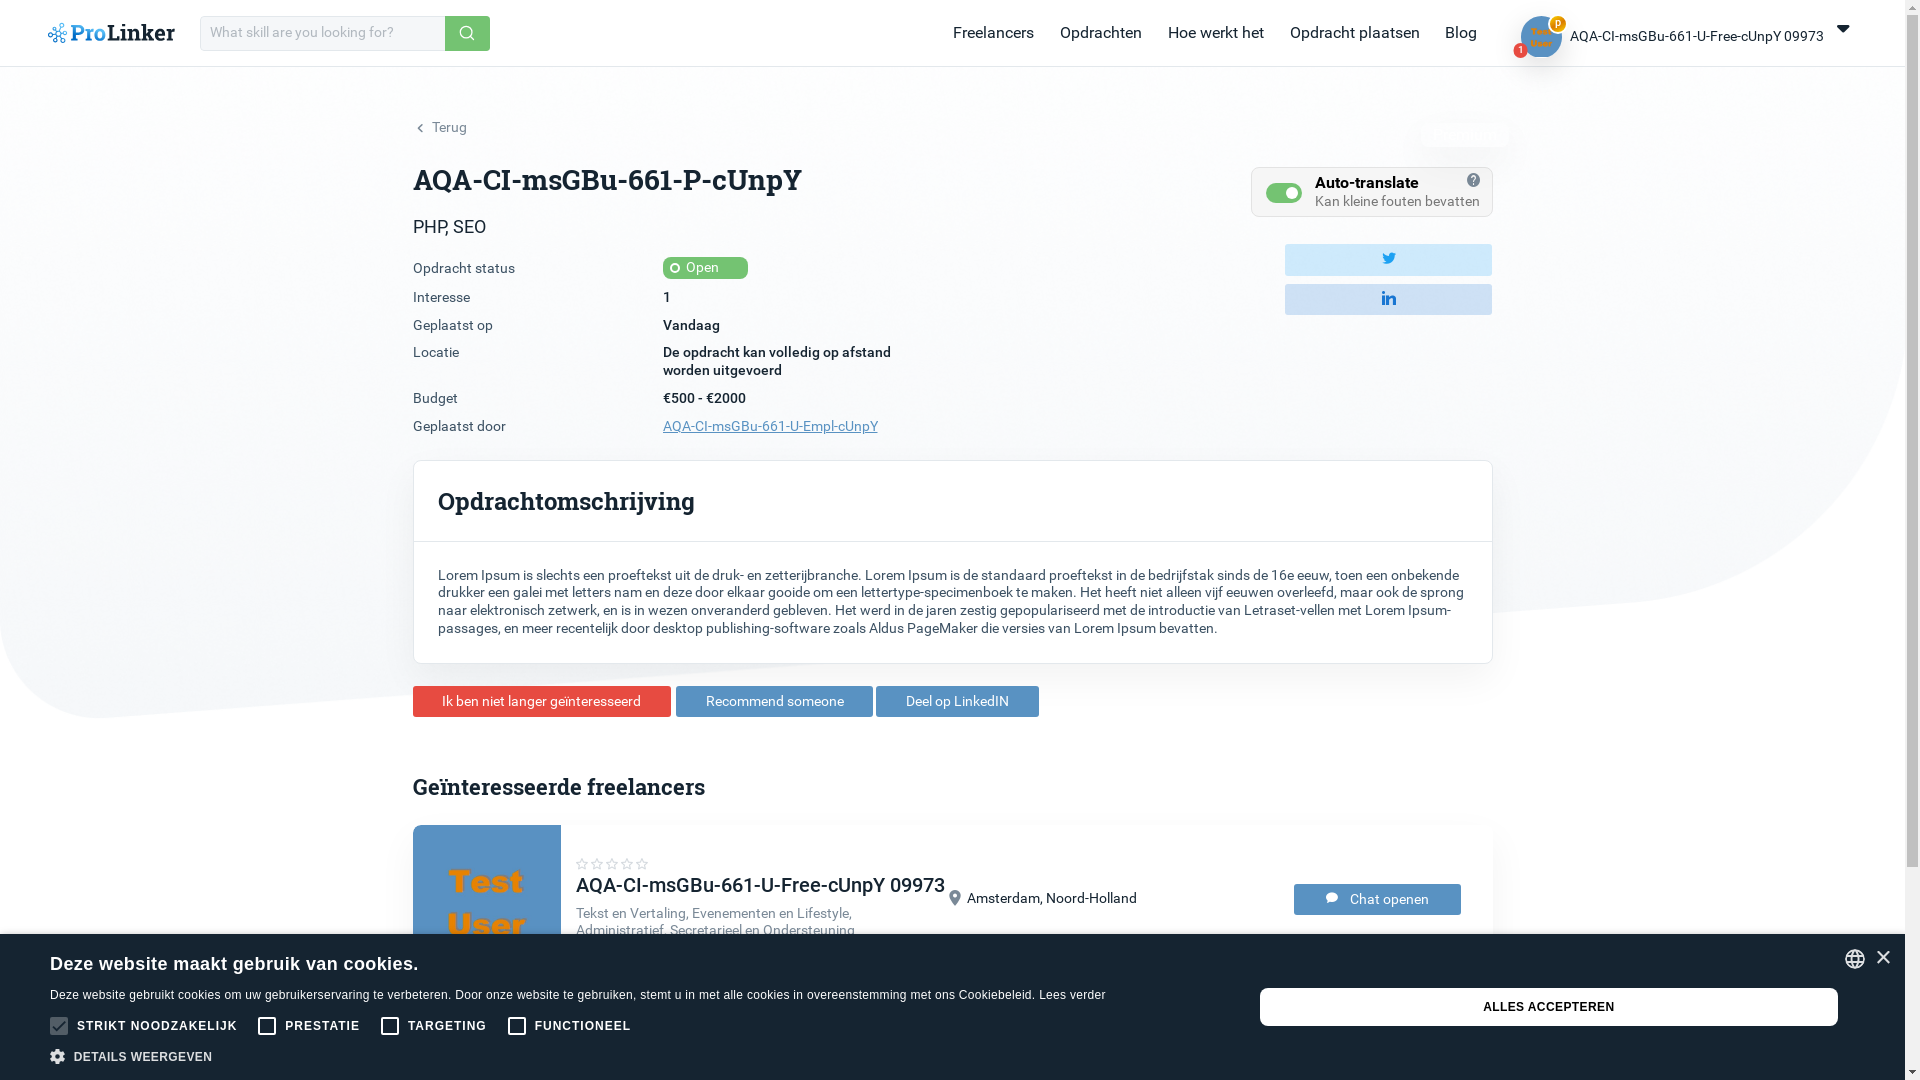 ProLinker
What skill are you looking for?
Freelancers
Opdrachten
Hoe werkt het
Opdracht plaatsen
Blog
Test
User
p
1
AQA-CI-msGBu-661-U-Free-cUnpY 09973
Terug
AQA-CI-msGBu-661-P-cUnpY
Auto-translate
?
Kan kleine fouten bevatten
PHP, SEO
Opdracht status
Open
Interesse
1
Geplaatst op
Vandaag
Locatie
De opdracht kan volledig op afstand
worden uitgevoerd
Budget
€500 - €2000
Geplaatst door
AQA-CI-msGBu-661-U-Empl-cUnpY
in
Opdrachtomschrijving
Lorem Ipsum is slechts een proeftekst uit de druk- en zetterijbranche. Lorem Ipsum is de standaard proeftekst in de bedrijfstak sinds de 16e eeuw, toen een onbekende
drukker een galei met letters nam en deze door elkaar gooide om een lettertype-specimenboek te maken. Het heeft niet alleen vijf eeuwen overleefd, maar ook de sprong
naar elektronisch zetwerk, en is in wezen onveranderd gebleven. Het werd in de jaren zestig gepopulariseerd met de introductie van Letraset-vellen met Lorem Ipsum-
passages, en meer recentelijk door desktop publishing-software zoals Aldus PageMaker die versies van Lorem Ipsum bevatten.
Ik ben niet langer geïnteresseerd
Recommend someone
Deel op LinkedIN
Geïnteresseerde freelancers
Test
User
AQA-CI-msGBu-661-U-Free-cUnpY 09973
Tekst en Vertaling, Evenementen en Lifestyle,
Administratief, Secretarieel en Ondersteuning
Amsterdam, Noord-Holland
Chat openen
Deze website maakt gebruik van cookies.
Deze website gebruikt cookies om uw gebruikerservaring te verbeteren. Door onze website te gebruiken, stemt u in met alle cookies in overeenstemming met ons Cookiebeleid. Lees verder
STRIKT NOODZAKELIJK
PRESTATIE
TARGETING
FUNCTIONEEL
DETAILS WEERGEVEN
ALLES ACCEPTEREN
×